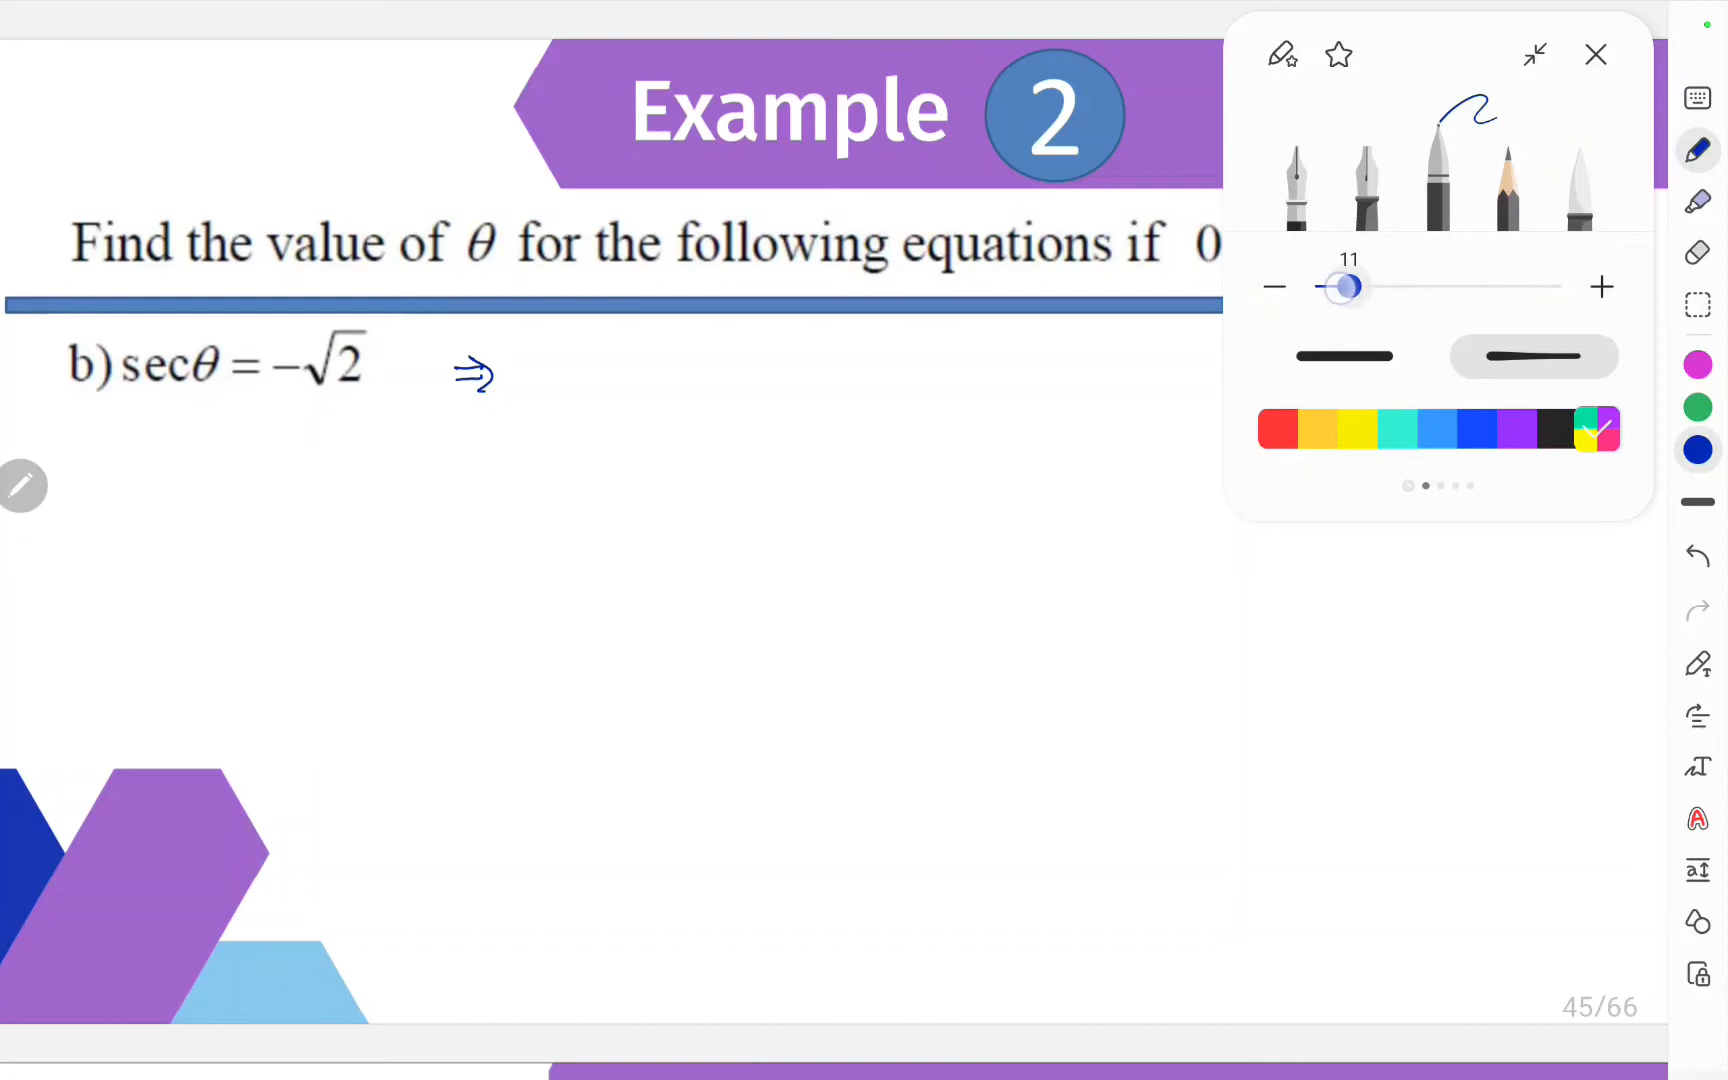 Example 2
Find the value of θ for the following equations if 0
11
b) secθ = −√2 ⇒
45/66